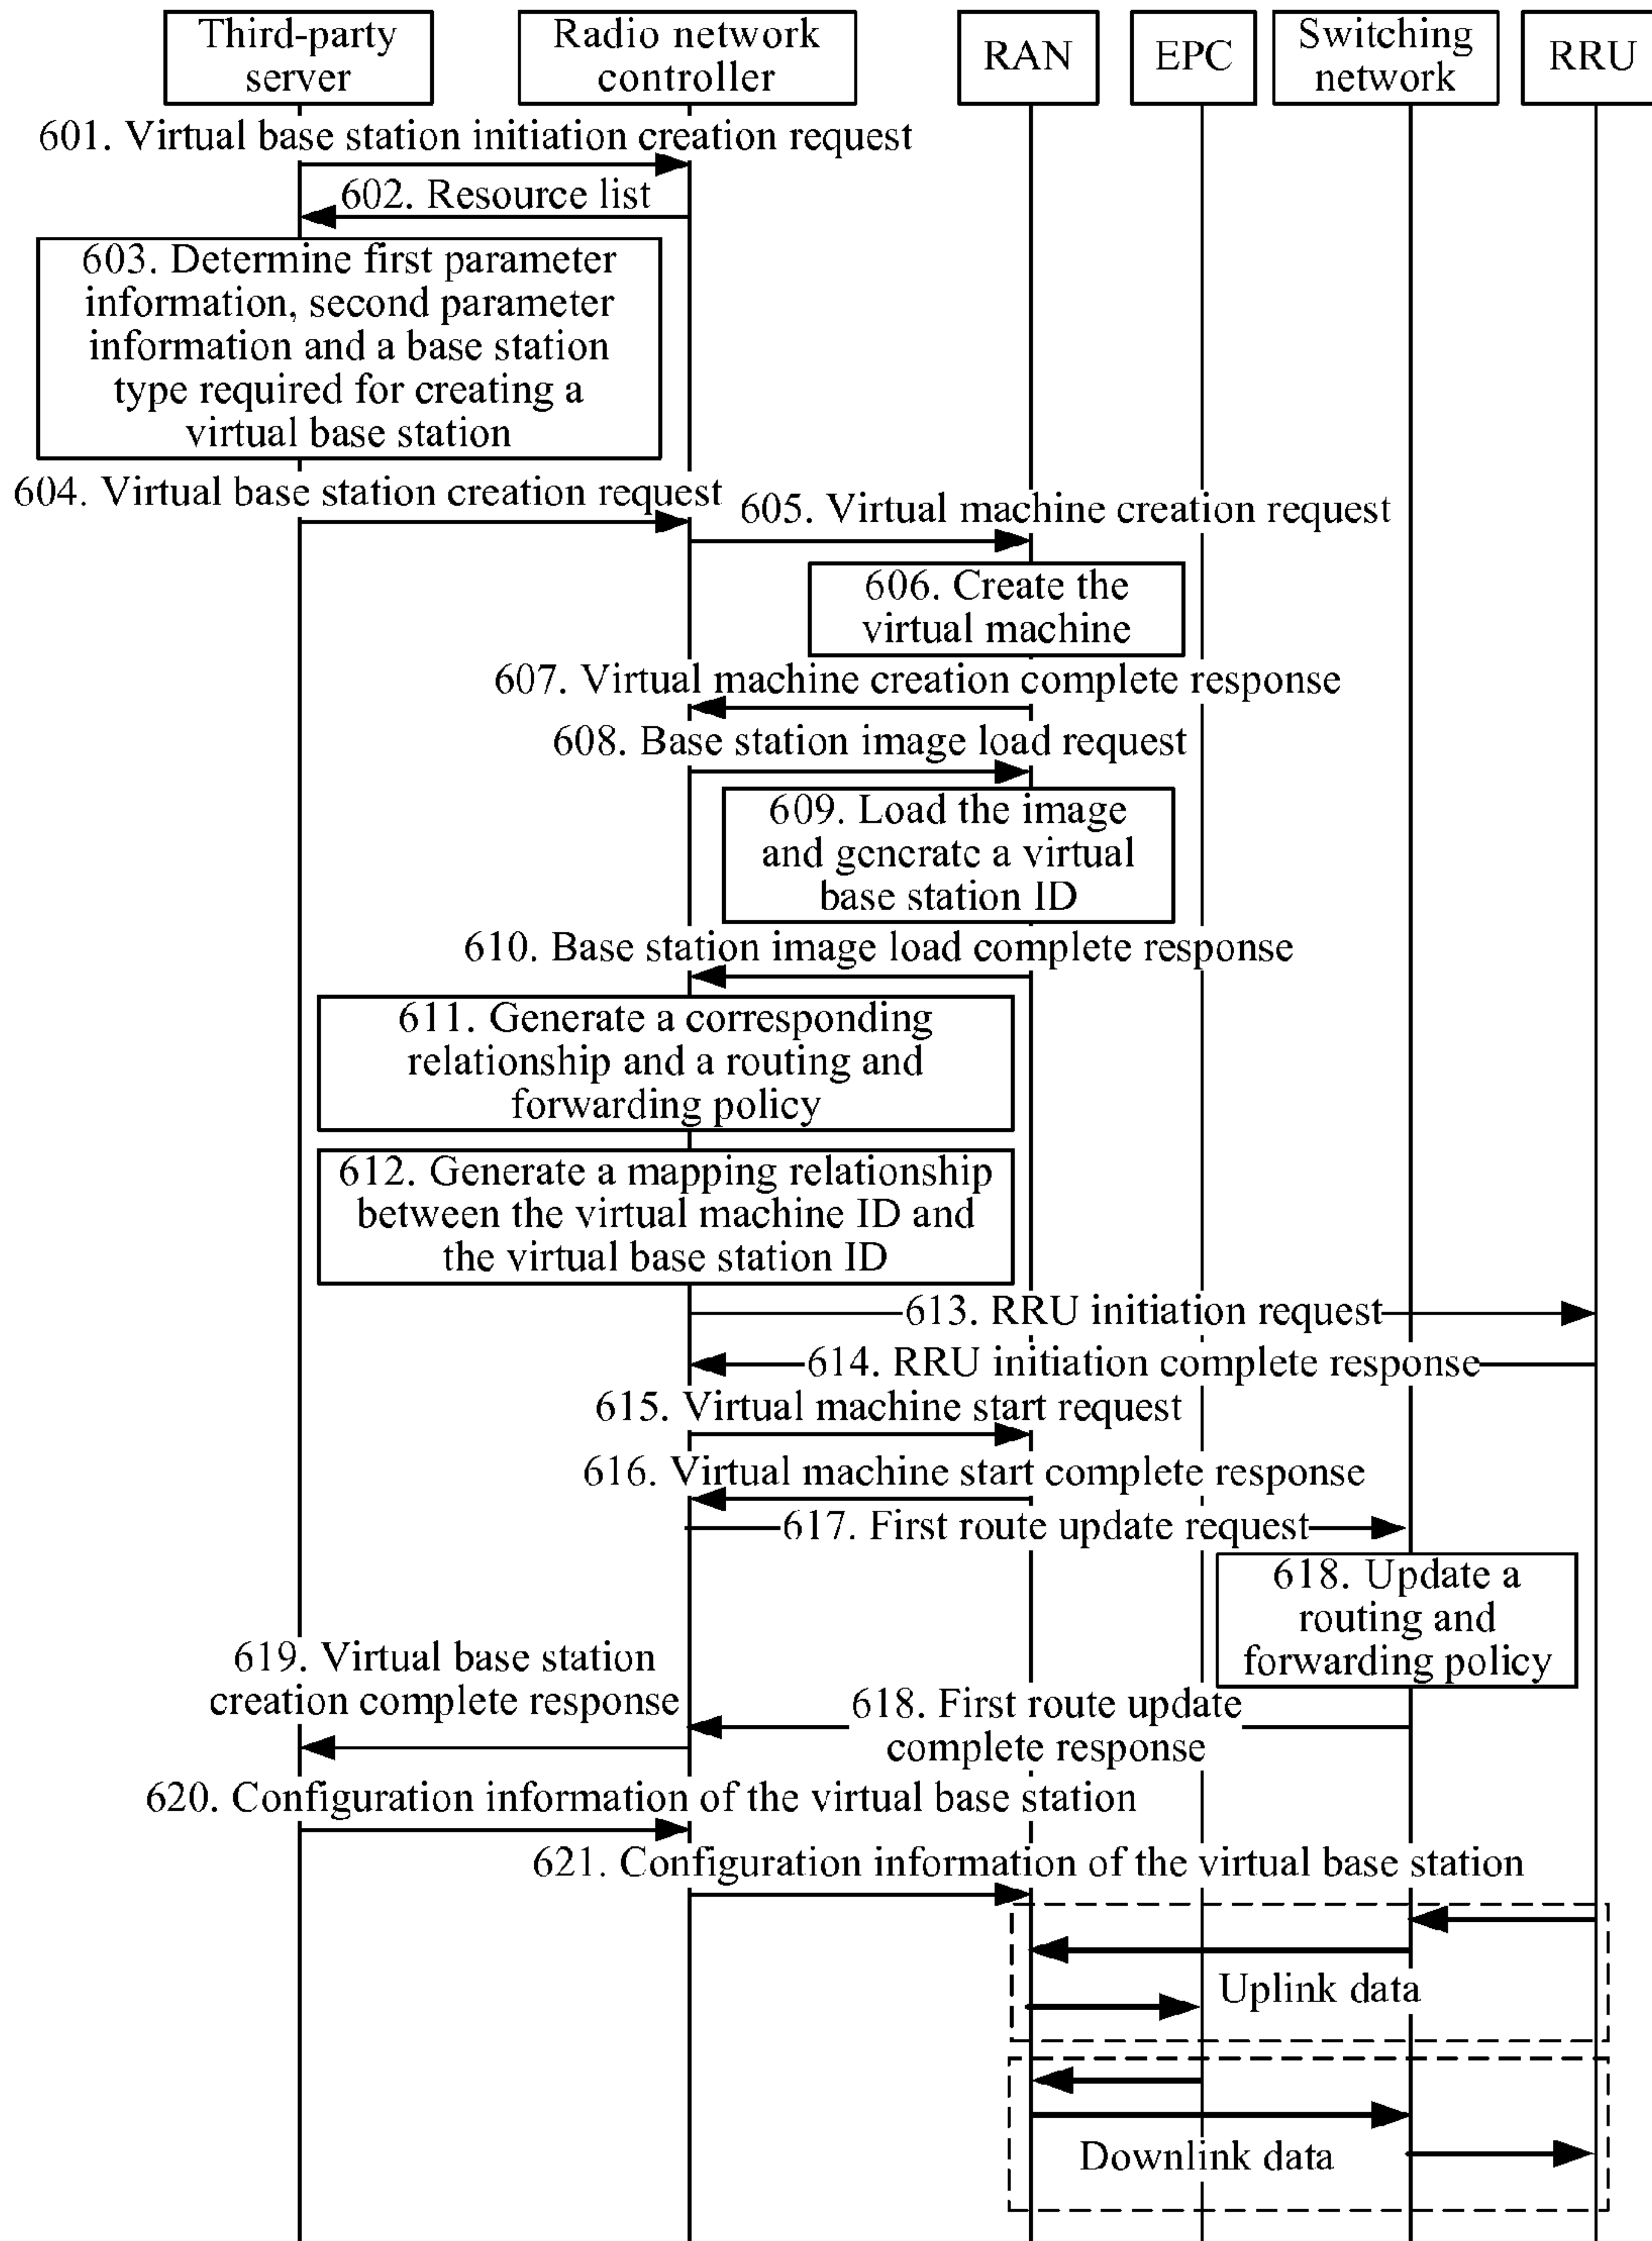 Third-party
server
Radio network
controller
RAN
EPC
Switching
network
RRU
601. Virtual base station initiation creation request
602. Resource list
603. Determine first parameter
information, second parameter
information and a base station
type required for creating a
virtual base station
604. Virtual base station creation request
605. Virtual machine creation request
606. Create the
virtual machine
607. Virtual machine creation complete response
608. Base station image load request
609. Load the image
and generate a virtual
base station ID
610. Base station image load complete response
611. Generate a corresponding
relationship and a routing and
forwarding policy
612. Generate a mapping relationship
between the virtual machine ID and
the virtual base station ID
613. RRU initiation request
614. RRU initiation complete response
615. Virtual machine start request
616. Virtual machine start complete response
617. First route update request
618. Update a
routing and
forwarding policy
619. Virtual base station
creation complete response
618. First route update
complete response
620. Configuration information of the virtual base station
621. Configuration information of the virtual base station
Uplink data
Downlink data